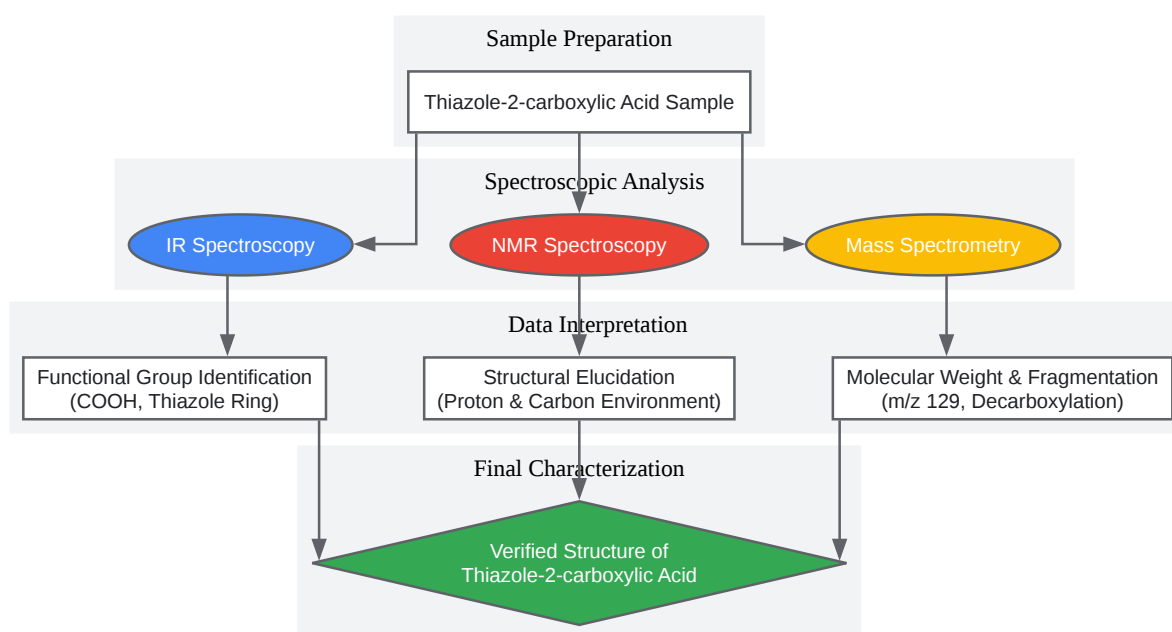 Sample Preparation
Thiazole-2-carboxylic Acid Sample
Spectroscopic Analysis
IR Spectroscopy
NMR Spectroscopy
Mass Spectrometry
Data Interpretation
Functional Group Identification
(COOH, Thiazole Ring)
Structural Elucidation
(Proton & Carbon Environment)
Molecular Weight & Fragmentation
(m/z 129, Decarboxylation)
Final Characterization
Verified Structure of
Thiazole-2-carboxylic Acid